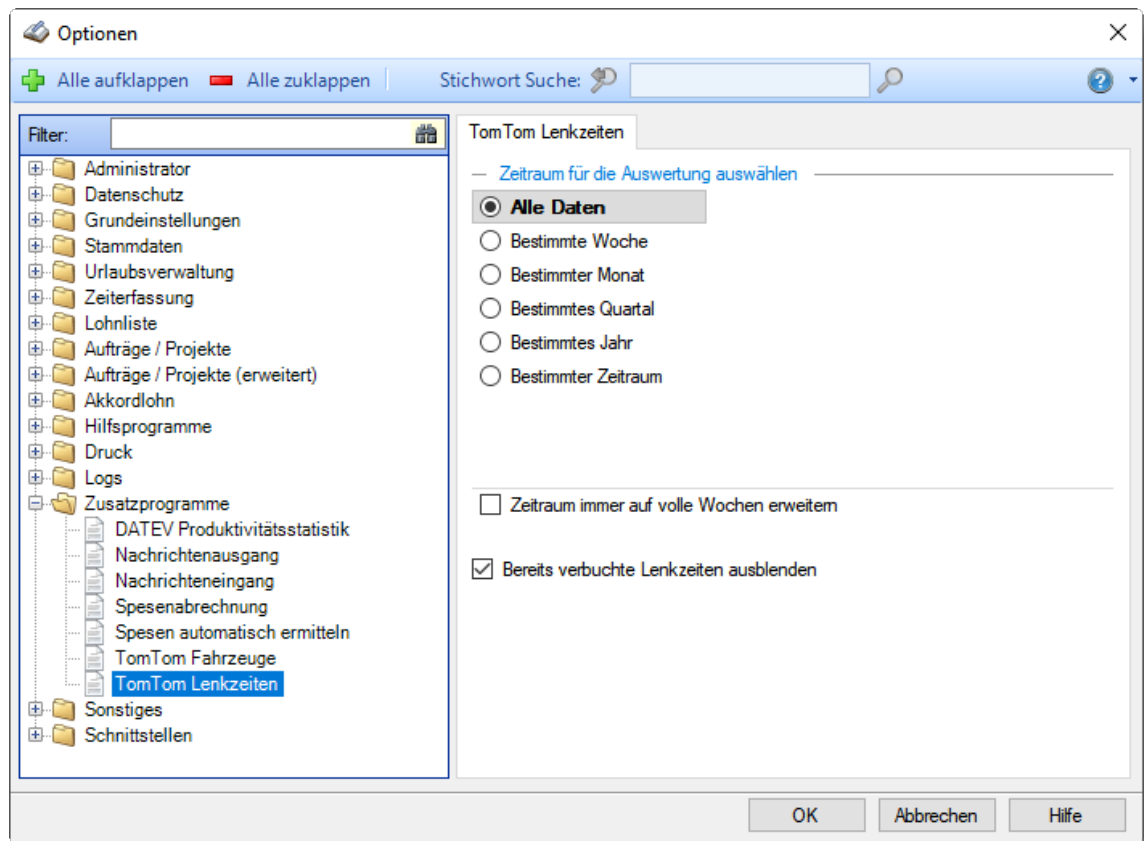 Optionen
Alle aufklappen Alle zuklappen Stichwort Suche:
Filter:
Administrator
Datenschutz
Grundeinstellungen
Stammdaten
Urlaubsverwaltung
Zeiterfassung
Lohnliste
Aufträge / Projekte
Aufträge / Projekte (erweitert)
Akkordlohn
Hilfsprogramme
Druck
Logs
Zusatzprogramme
DATEV Produktivitätsstatistik
Nachrichtenausgang
Nachrichteneingang
Spesenabrechnung
Spesen automatisch ermitteln
TomTom Fahrzeuge
TomTom Lenkzeiten
Sonstiges
Schnittstellen
TomTom Lenkzeiten
Zeitraum für die Auswertung auswählen
Alle Daten
Bestimmte Woche
Bestimmter Monat
Bestimmtes Quartal
Bestimmtes Jahr
Bestimmter Zeitraum
Zeitraum immer auf volle Wochen erweitern
Bereits verbuchte Lenkzeiten ausblenden
OK Abbrechen Hilfe